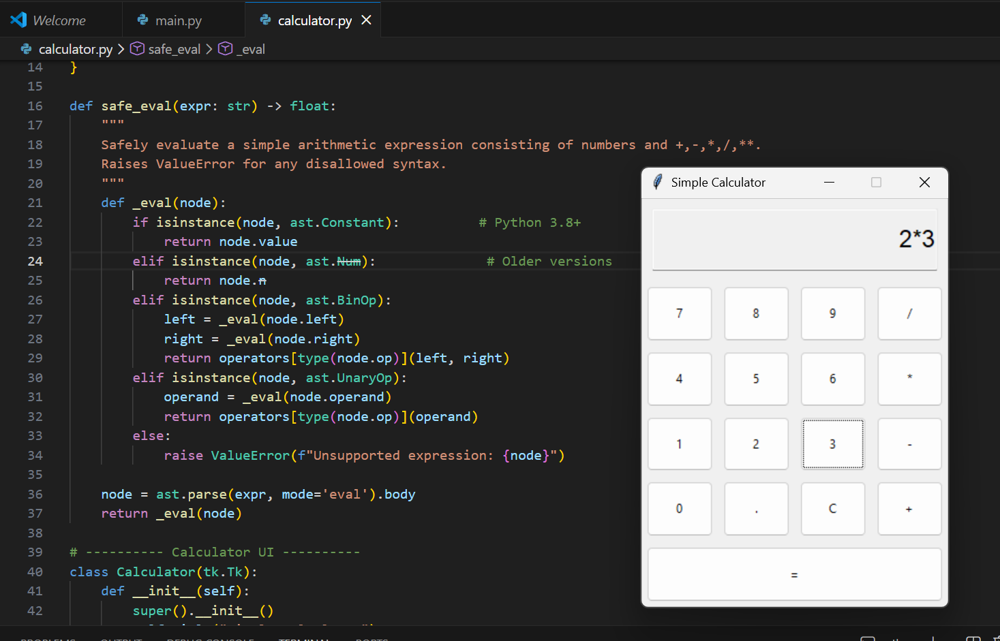 Welcome
main.py
calculator.py
calculator.py > safe_eval > _eval
14 }
15
16 def safe_eval(expr: str) -> float:
17 """
18 Safely evaluate a simple arithmetic expression consisting of numbers and +,-,*,/,**.
19 Raises ValueError for any disallowed syntax.
20 """
21 def _eval(node):
22 if isinstance(node, ast.Constant): # Python 3.8+
23 return node.value
24 elif isinstance(node, ast.Num): # Older versions
25 return node.n
26 elif isinstance(node, ast.BinOp):
27 left = _eval(node.left)
28 right = _eval(node.right)
29 return operators[type(node.op)](left, right)
30 elif isinstance(node, ast.UnaryOp):
31 operand = _eval(node.operand)
32 return operators[type(node.op)](operand)
33 else:
34 raise ValueError(f"Unsupported expression: {node}")
35
36 node = ast.parse(expr, mode='eval').body
37 return _eval(node)
38
39 # ---------- Calculator UI ----------
40 class Calculator(tk.Tk):
41 def __init__(self):
42 super().__init__()
PROBLEMS OUTPUT DEBUG CONSOLE TERMINAL PORTS
Simple Calculator
2*3
7 8 9 /
4 5 6 *
1 2 3 -
0 . C +
=